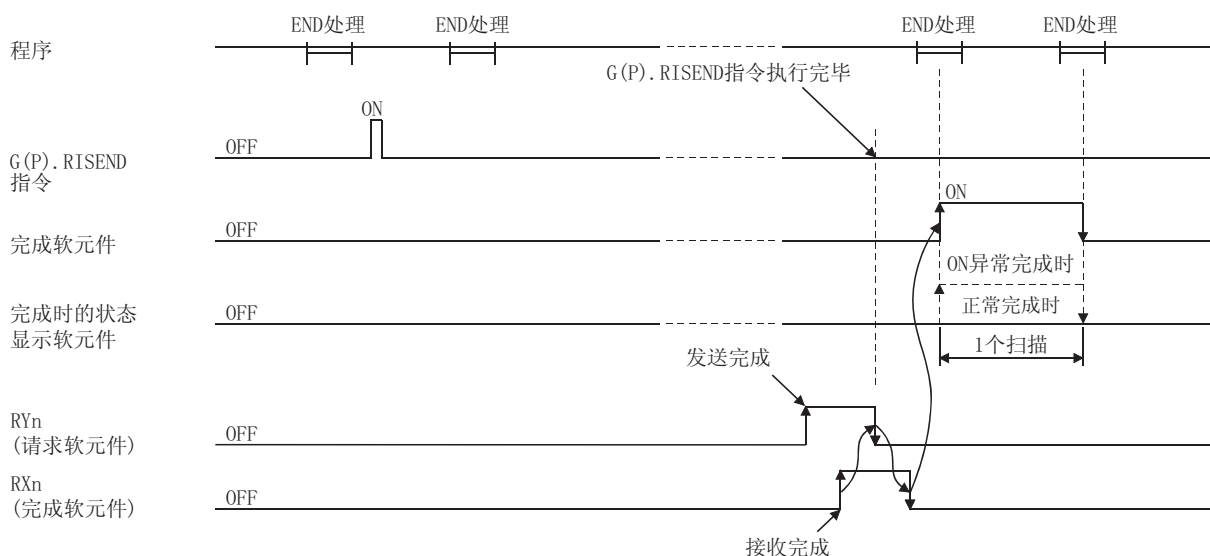 END处理
END处理
END处理
END处理
程序
G(P).RISEND指令执行完毕
ON
OFF
G(P).RISEND
指令
ON
OFF
完成软元件
ON异常完成时
完成时的状态
显示软元件
OFF
正常完成时
1个扫描
发送完成
RYn
(请求软元件)
OFF
RXn
(完成软元件)
OFF
接收完成